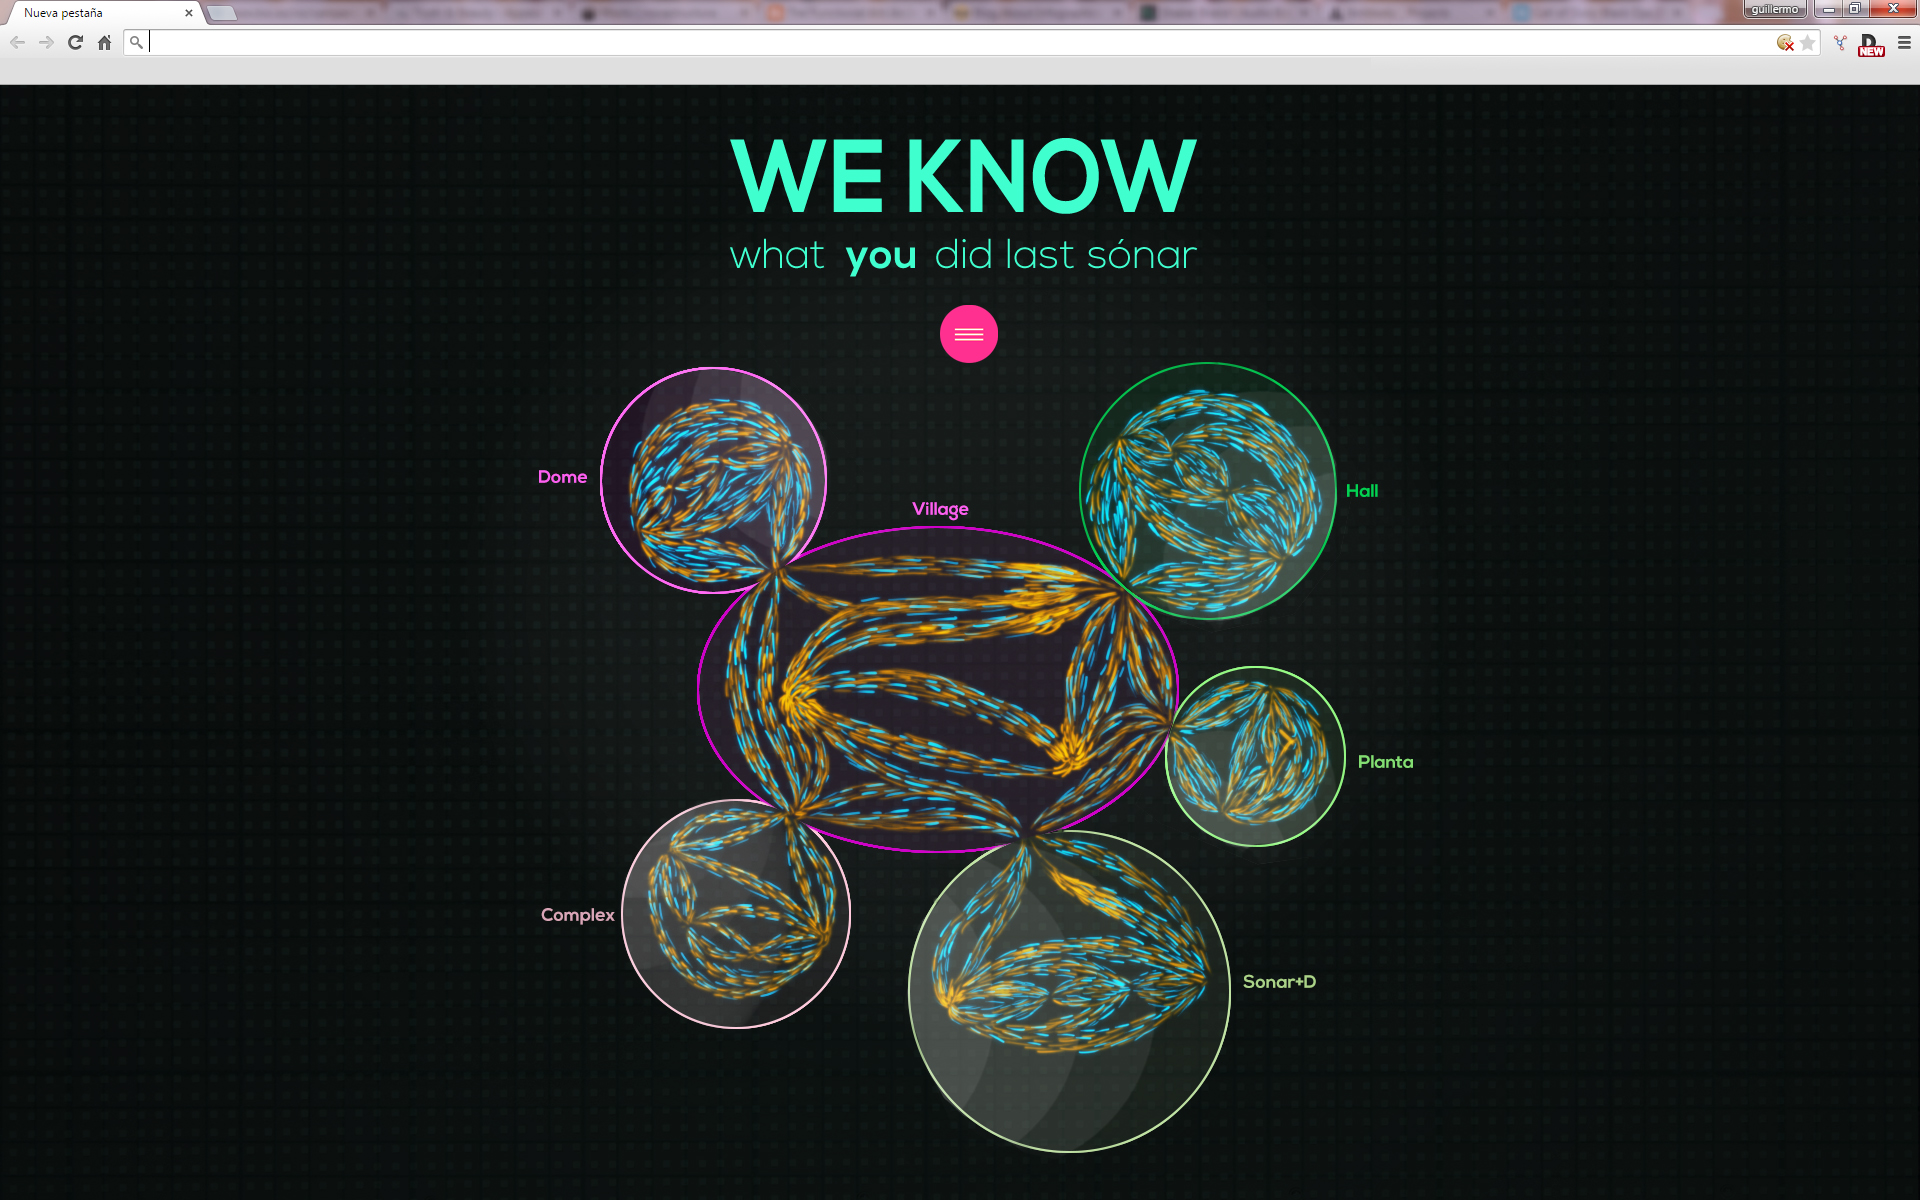 Nueva pestaña
guillermo
NEW
WE KNOW
what you did last sónar
Dome
Hall
Village
Planta
Complex
Sonar+D